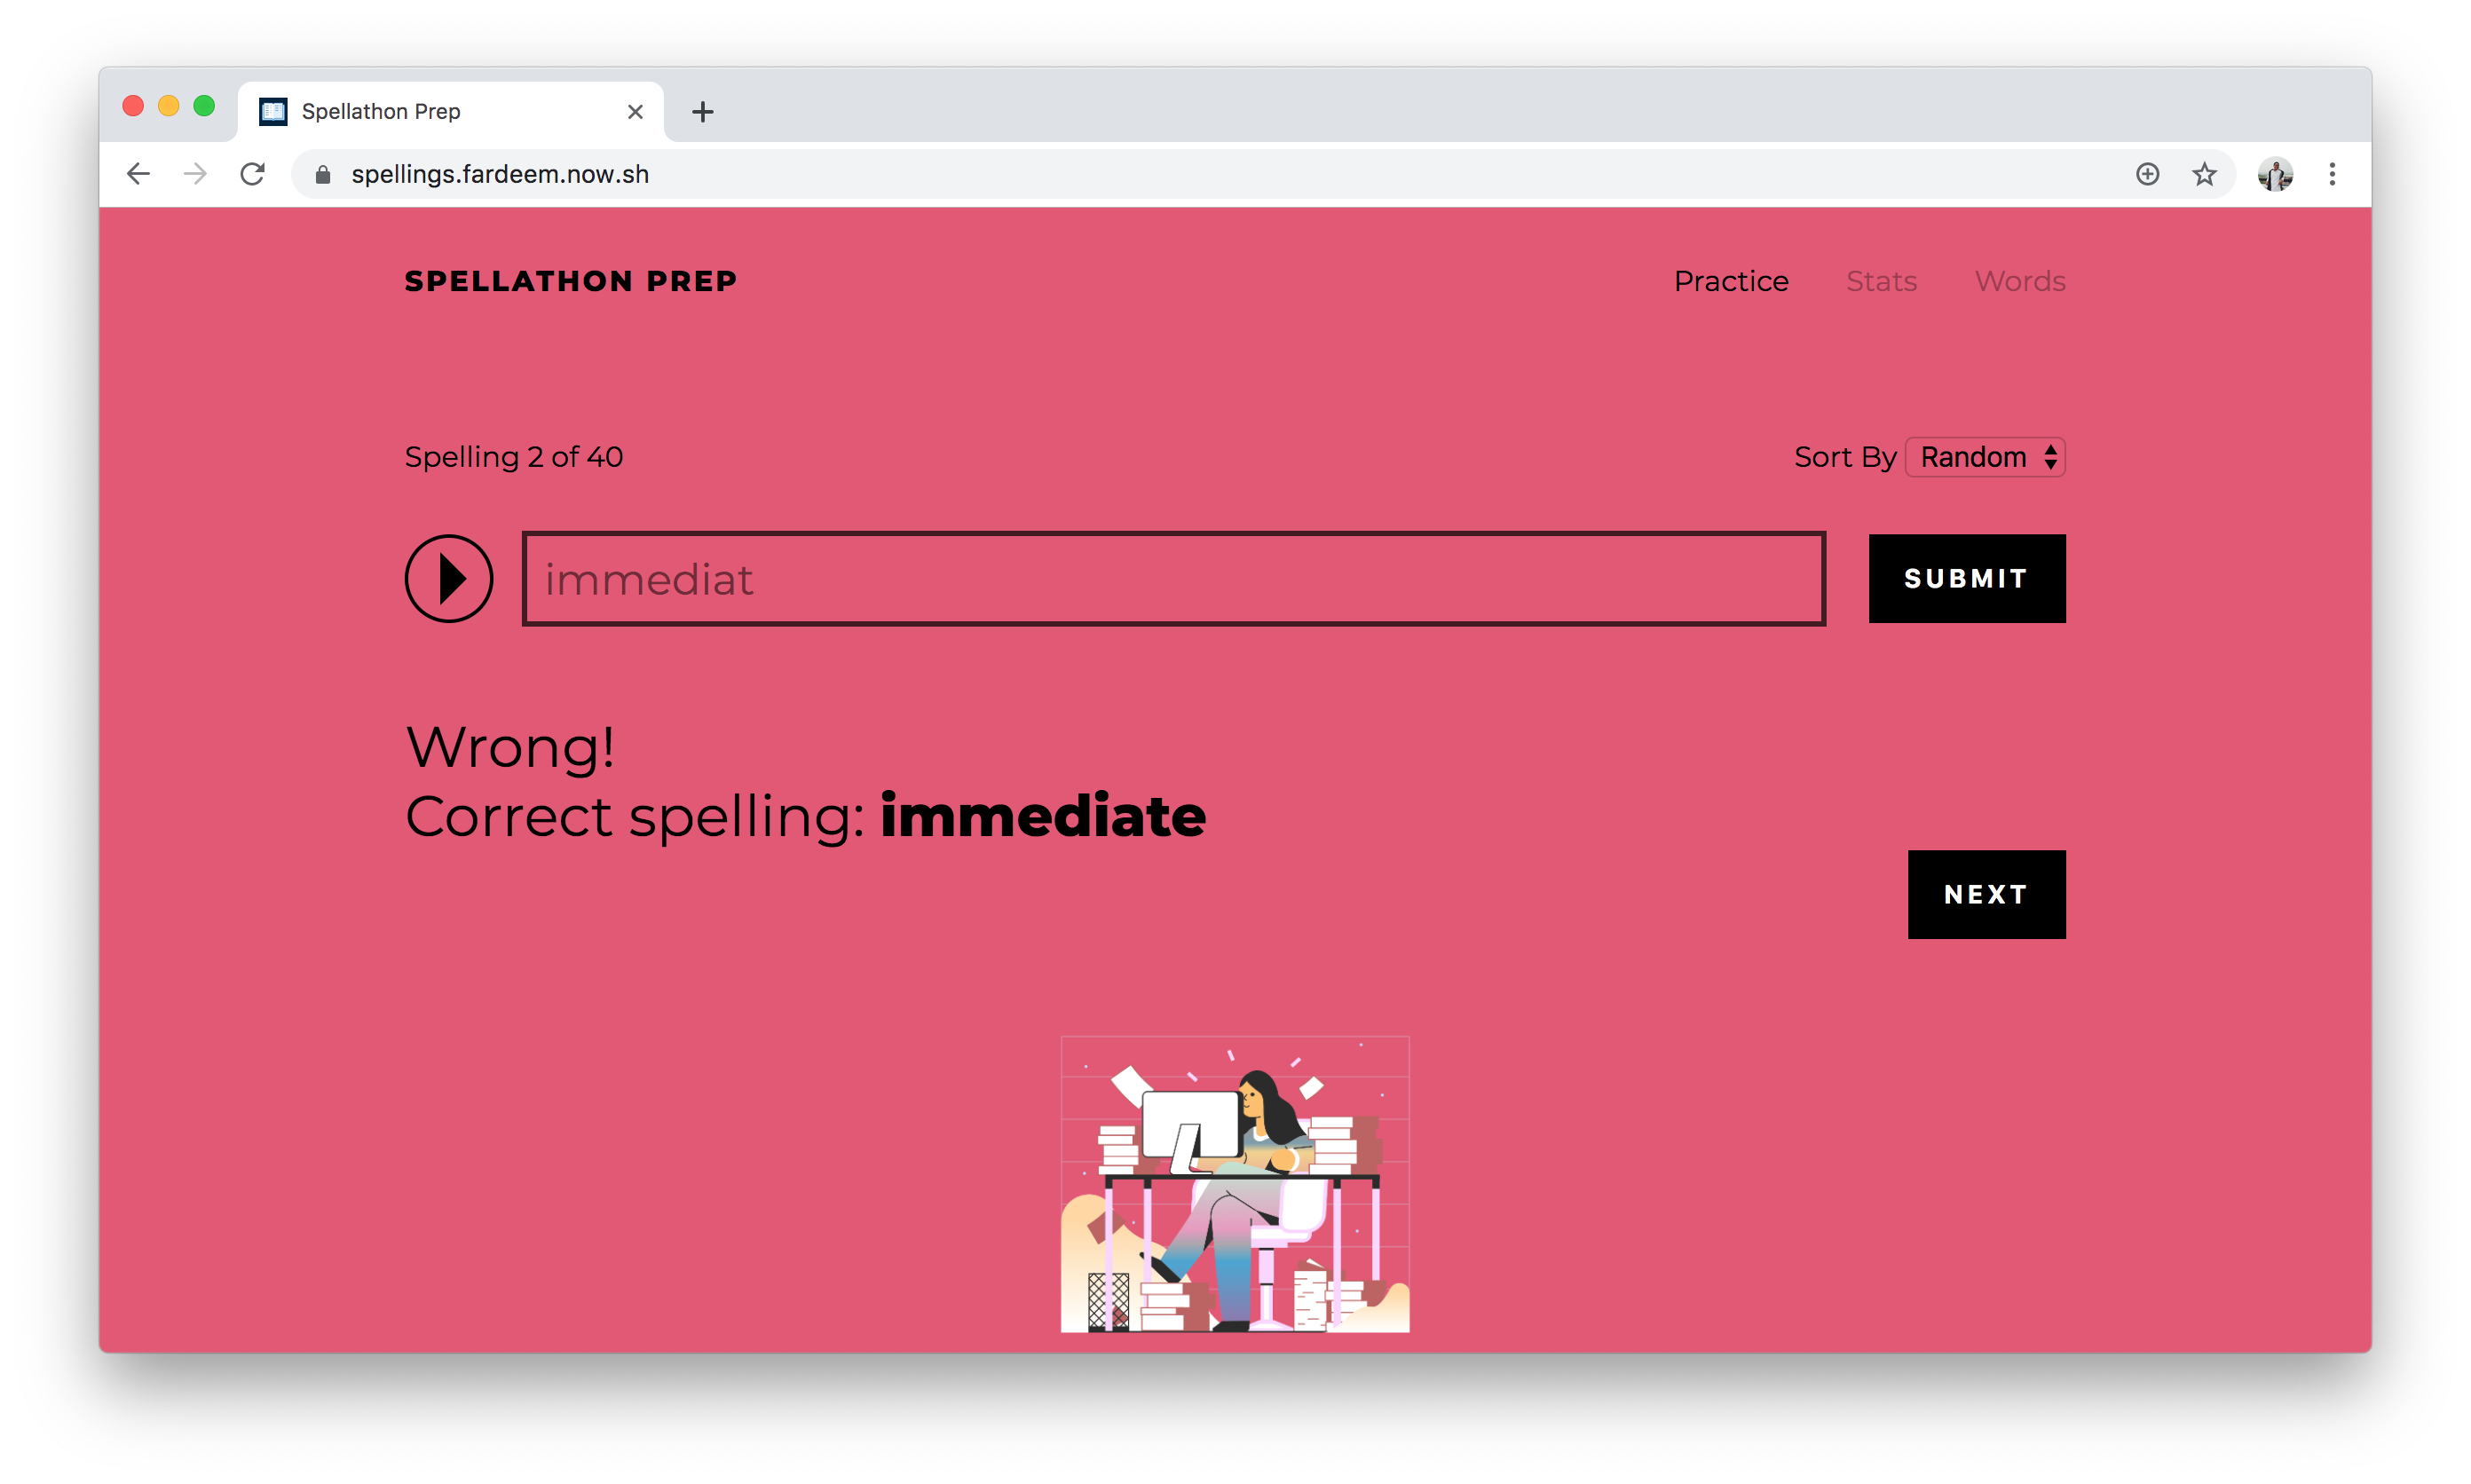 Spellathon Prep
spellings.fardeem.now.sh
SPELLATHON PREP
Practice Stats Words
Spelling 2 of 40
Sort By Random
immediat
SUBMIT
Wrong!
Correct spelling: immediate
NEXT